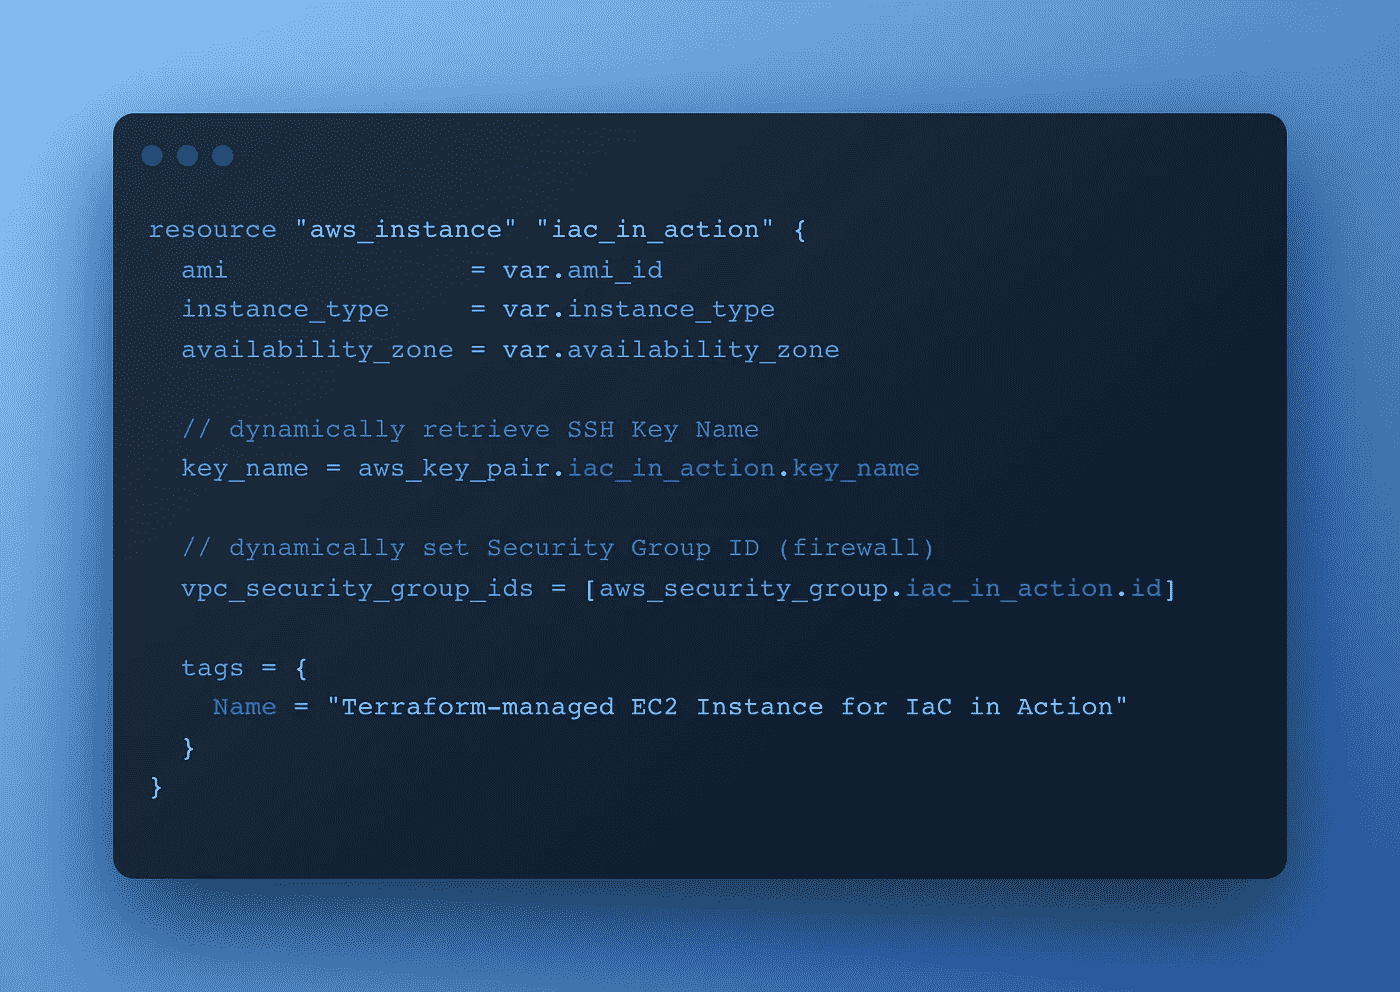 resource "aws_instance" "iac_in_action" {
  ami               = var.ami_id
  instance_type     = var.instance_type
  availability_zone = var.availability_zone

  // dynamically retrieve SSH Key Name
  key_name = aws_key_pair.iac_in_action.key_name

  // dynamically set Security Group ID (firewall)
  vpc_security_group_ids = [aws_security_group.iac_in_action.id]

  tags = {
    Name = "Terraform-managed EC2 Instance for IaC in Action"
  }
}